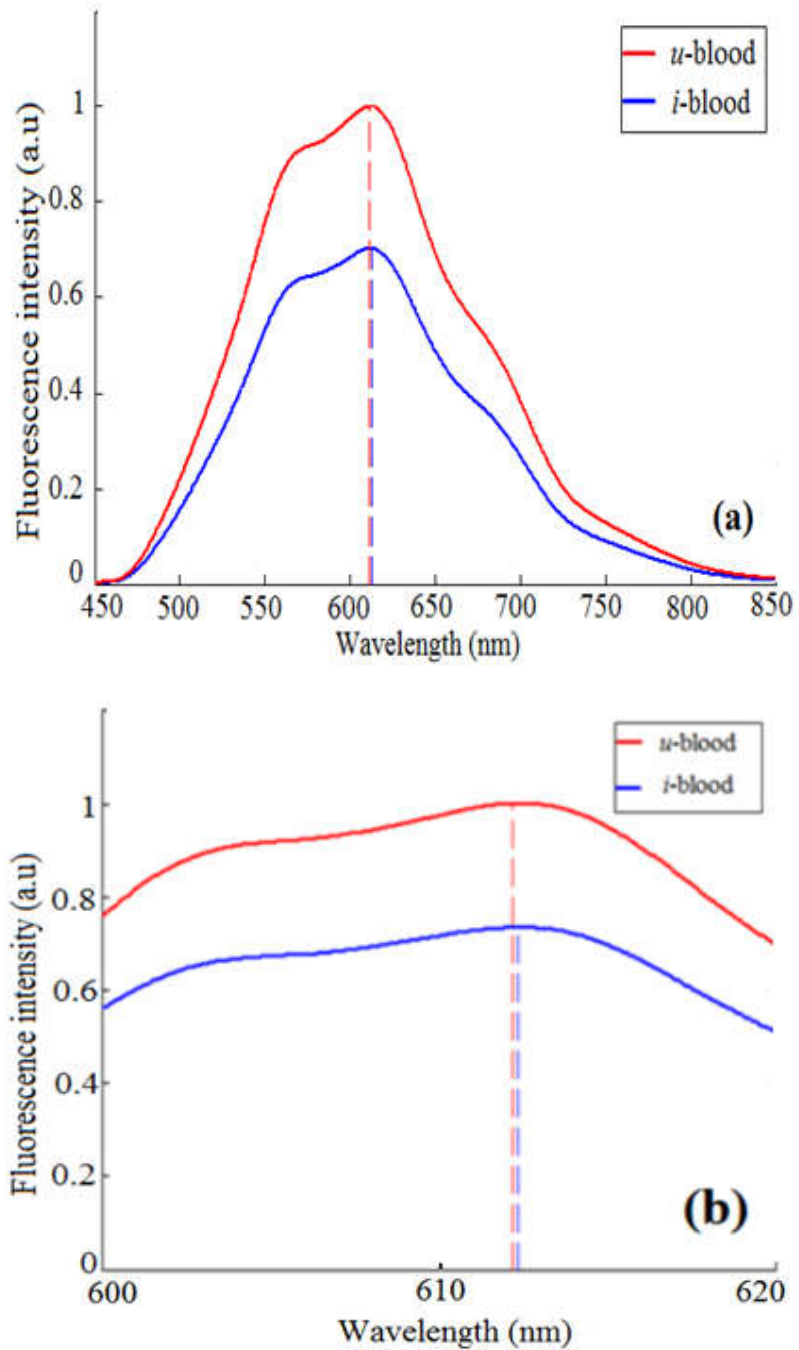 u-blood
i-blood
Fluorescence intensity (a.u)
1
0.8
0.6
0.4
0.2
0
(a)
450 500 550 600 650 700 750 800 850
Wavelength (nm)
u-blood
i-blood
Fluorescence intensity (a.u)
1
0.8
0.6
0.4
0.2
0
(b)
600 610 620
Wavelength (nm)